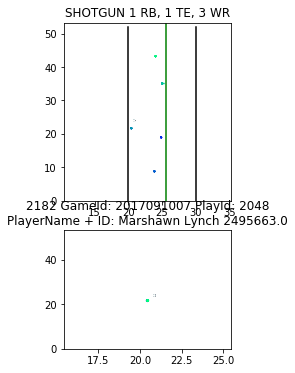 SHOTGUN 1 RB, 1 TE, 3 WR
50
40
30
20
10
0
15 20 25 30 35
2182 GameId: 2017091007 PlayId: 2048
PlayerName + ID: Marshawn Lynch 2495663.0
40
20
0
17.5 20.0 22.5 25.0